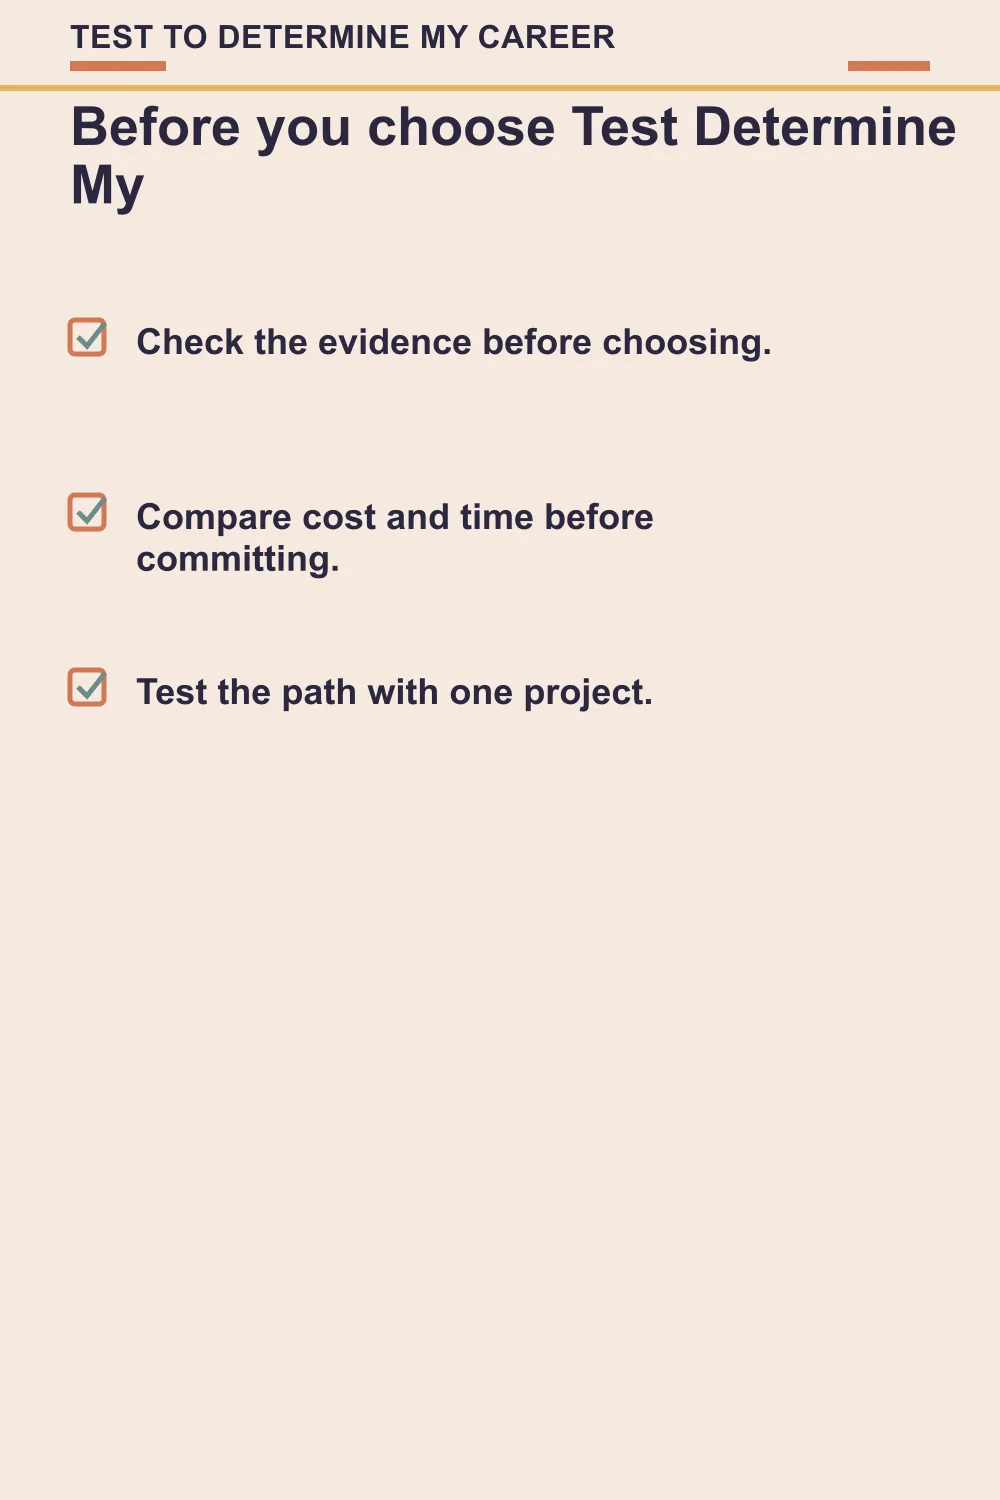 TEST TO DETERMINE MY CAREER
Before you choose Test Determine
My
Check the evidence before choosing.
Compare cost and time before
committing.
Test the path with one project.